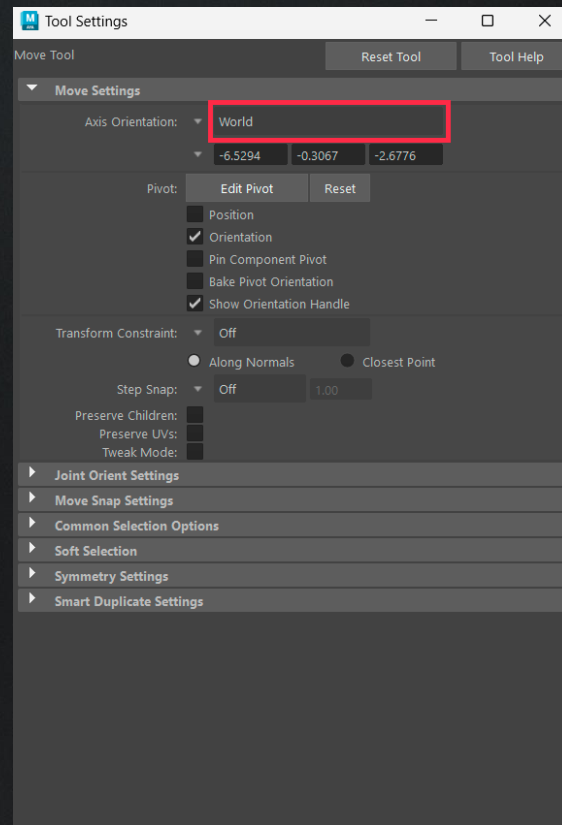 Tool Settings
Move Tool Reset Tool Tool Help
Move Settings
Axis Orientation: World
-6.5294 -0.3067 -2.6776
Pivot: Edit Pivot Reset
Position
Orientation
Pin Component Pivot
Bake Pivot Orientation
Show Orientation Handle
Transform Constraint: Off
Along Normals Closest Point
Step Snap: Off 1.00
Preserve Children:
Preserve UVs:
Tweak Mode:
Joint Orient Settings
Move Snap Settings
Common Selection Options
Soft Selection
Symmetry Settings
Smart Duplicate Settings